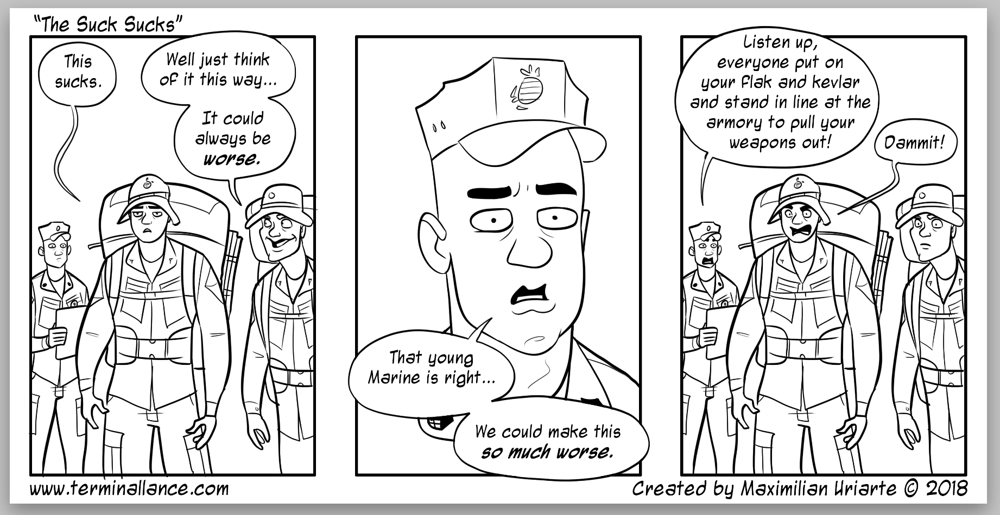 "The Suck Sucks"
This
sucks.
Well just think
of it this way...
It could
always be
worse.
That young
Marine is right...
We could make this
so much worse.
Listen up,
everyone put on
your flak and kevlar
and stand in line at the
armory to pull your
weapons out!
Dammit!
www.terminallance.com
Created by Maximilian Uriarte © 2018